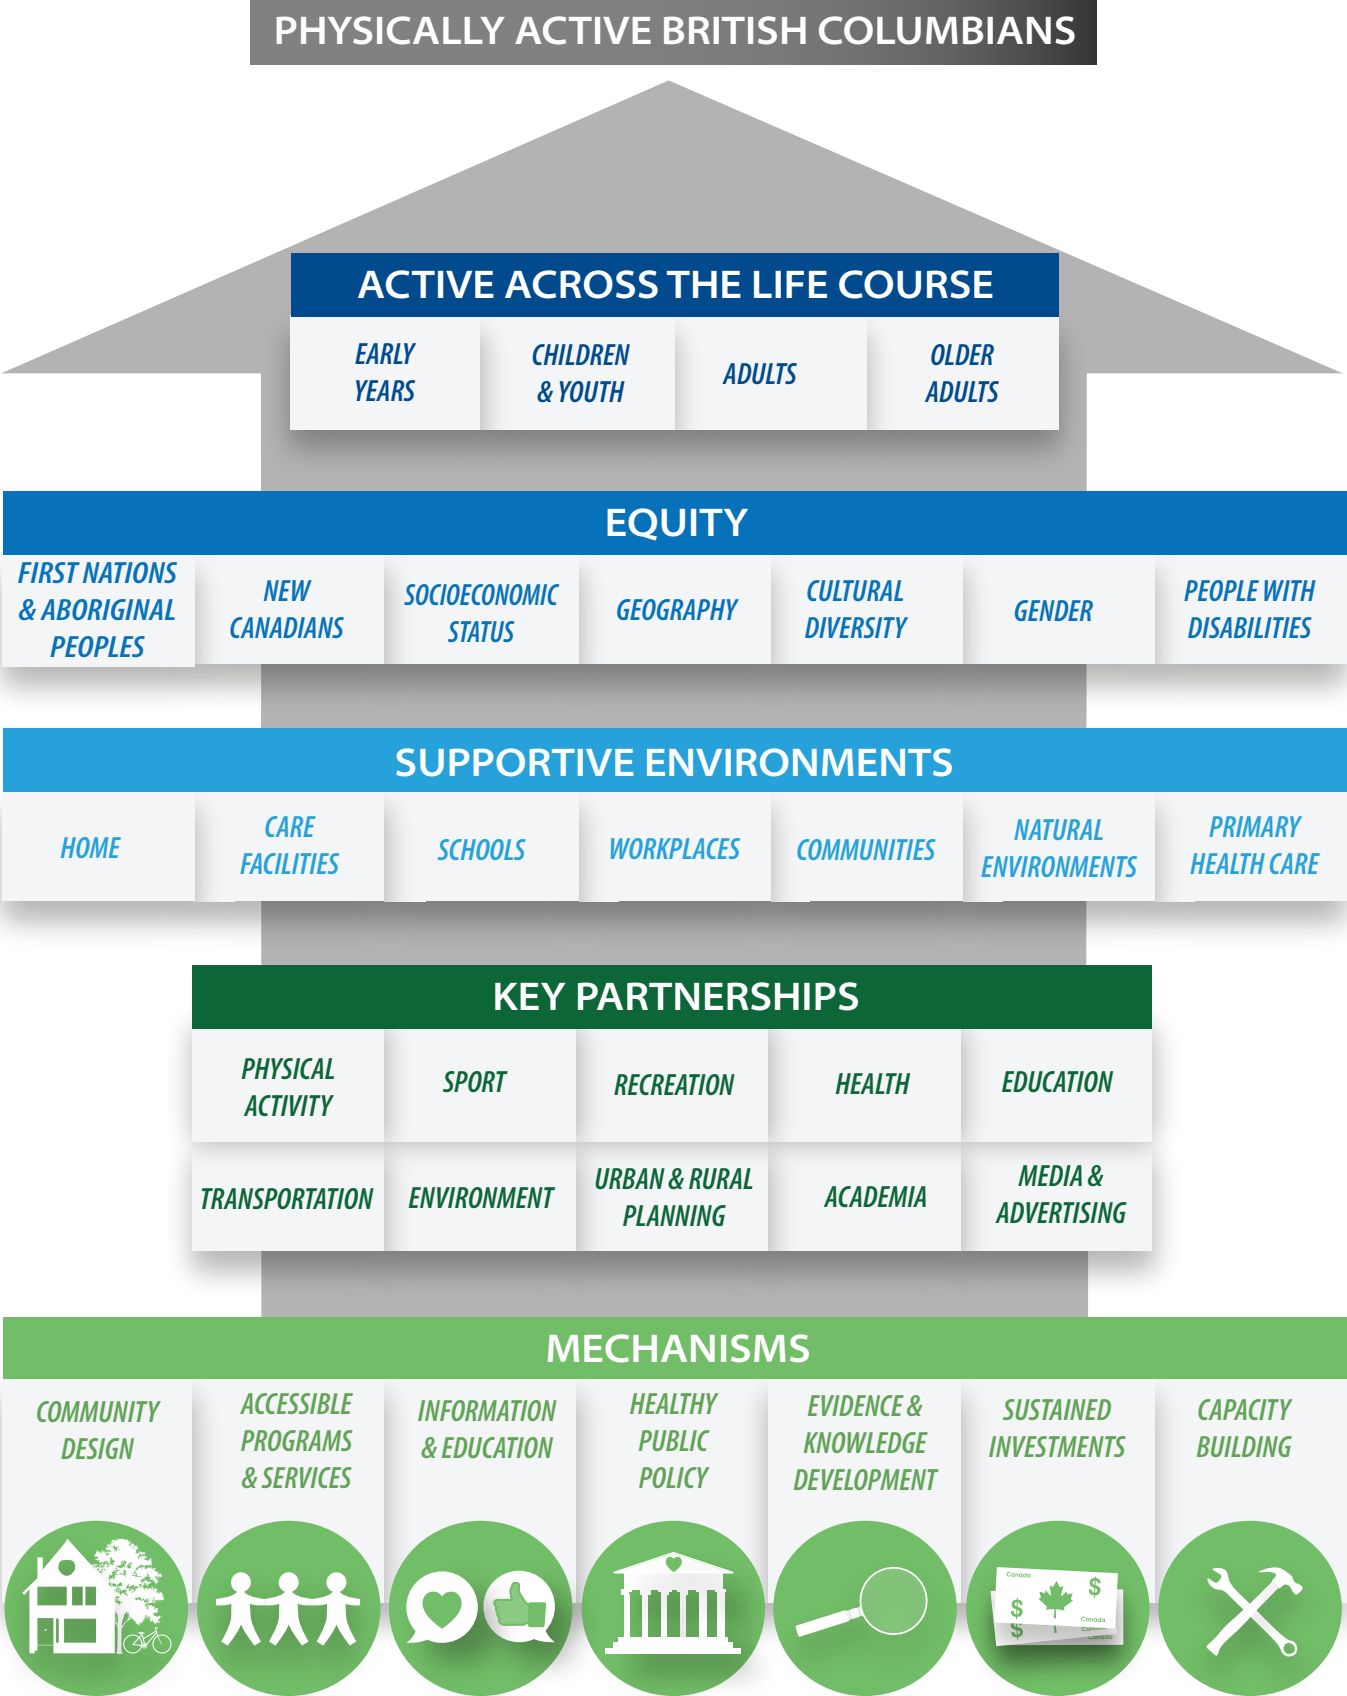 PHYSICALLY ACTIVE BRITISH COLUMBIANS
ACTIVE ACROSS THE LIFE COURSE
EARLY
YEARS
CHILDREN
& YOUTH
ADULTS
OLDER
ADULTS
EQUITY
FIRST NATIONS
& ABORIGINAL
PEOPLES
NEW
CANADIANS
SOCIOECONOMIC
STATUS
GEOGRAPHY
CULTURAL
DIVERSITY
GENDER
PEOPLE WITH
DISABILITIES
SUPPORTIVE ENVIRONMENTS
HOME
CARE
FACILITIES
SCHOOLS
WORKPLACES
COMMUNITIES
NATURAL
ENVIRONMENTS
PRIMARY
HEALTH CARE
KEY PARTNERSHIPS
PHYSICAL
ACTIVITY
SPORT
RECREATION
HEALTH
EDUCATION
TRANSPORTATION
ENVIRONMENT
URBAN & RURAL
PLANNING
ACADEMIA
MEDIA &
ADVERTISING
MECHANISMS
COMMUNITY
DESIGN
ACCESSIBLE
PROGRAMS
& SERVICES
INFORMATION
& EDUCATION
HEALTHY
PUBLIC
POLICY
EVIDENCE &
KNOWLEDGE
DEVELOPMENT
SUSTAINED
INVESTMENTS
CAPACITY
BUILDING
Canada
$
$
Canada
$
Canada